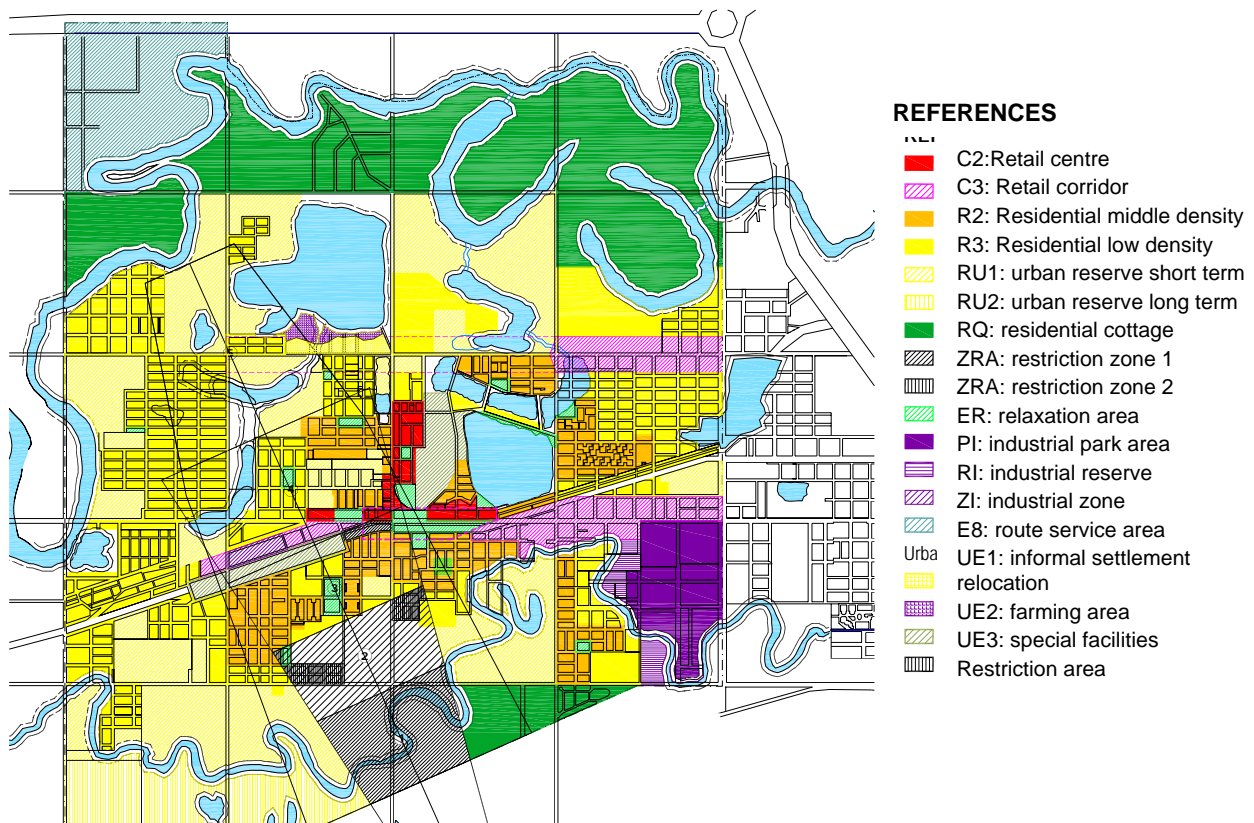 REFERENCES
C2:Retail centre
C3: Retail corridor
R2: Residential middle density
R3: Residential low density
RU1: urban reserve short term
RU2: urban reserve long term
RQ: residential cottage
ZRA: restriction zone 1
ZRA: restriction zone 2
ER: relaxation area
PI: industrial park area
RI: industrial reserve
ZI: industrial zone
E8: route service area
Urba
UE1: informal settlement
relocation
UE2: farming area
UE3: special facilities
Restriction area